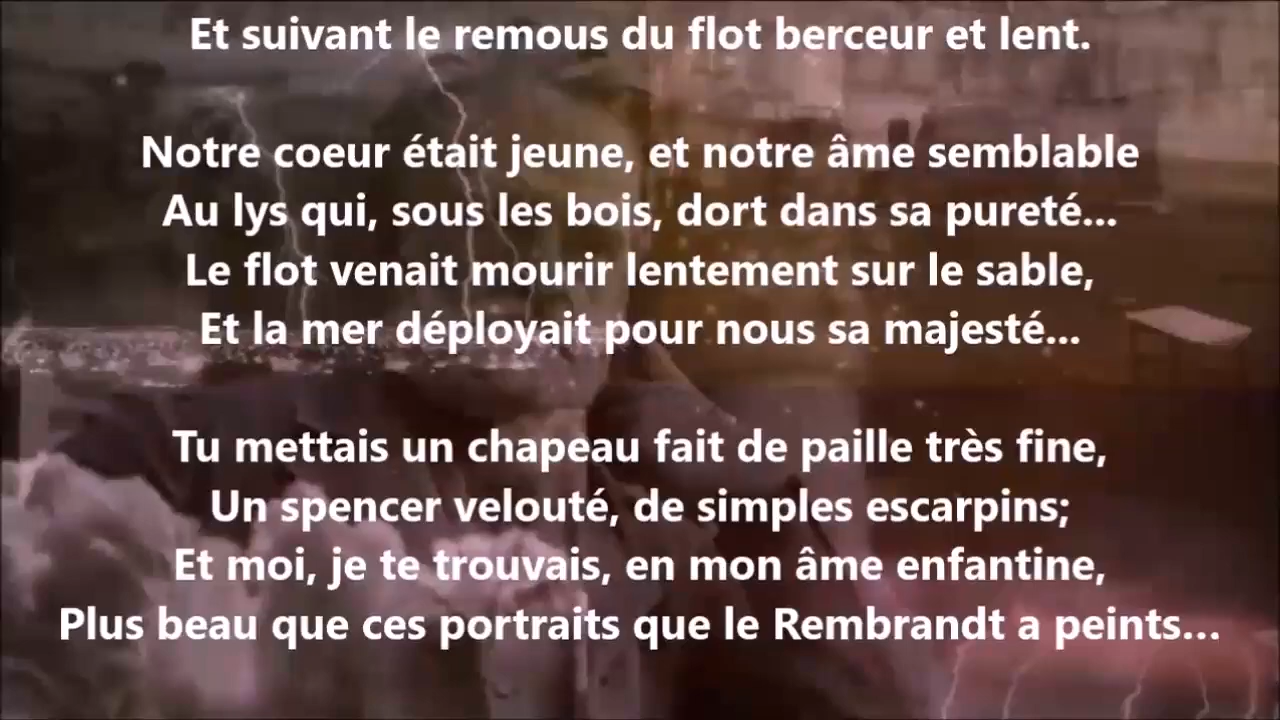 Et suivant le remous du flot berceur et lent.
Notre coeur était jeune, et notre âme semblable
Au lys qui, sous les bois, dort dans sa pureté...
Le flot venait mourir lentement sur le sable,
Et la mer déployait pour nous sa majesté...
Tu mettais un chapeau fait de paille très fine,
Un spencer velouté, de simples escarpins;
Et moi, je te trouvais, en mon âme enfantine,
Plus beau que ces portraits que le Rembrandt a peints...